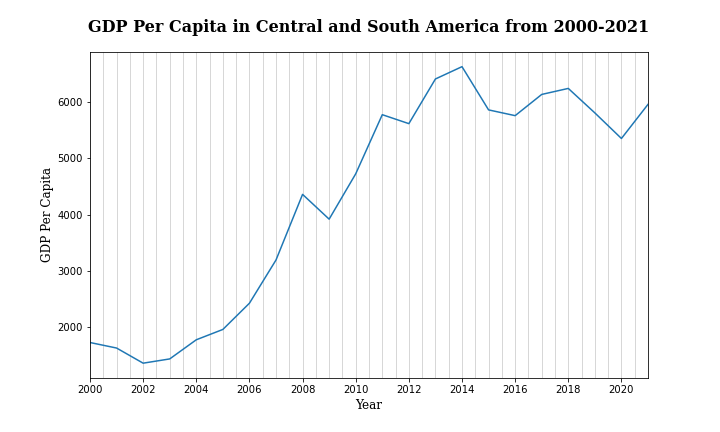 GDP Per Capita in Central and South America from 2000-2021
GDP Per Capita
6000
5000
4000
3000
2000
2000 2002 2004 2006 2008 2010 2012 2014 2016 2018 2020
Year